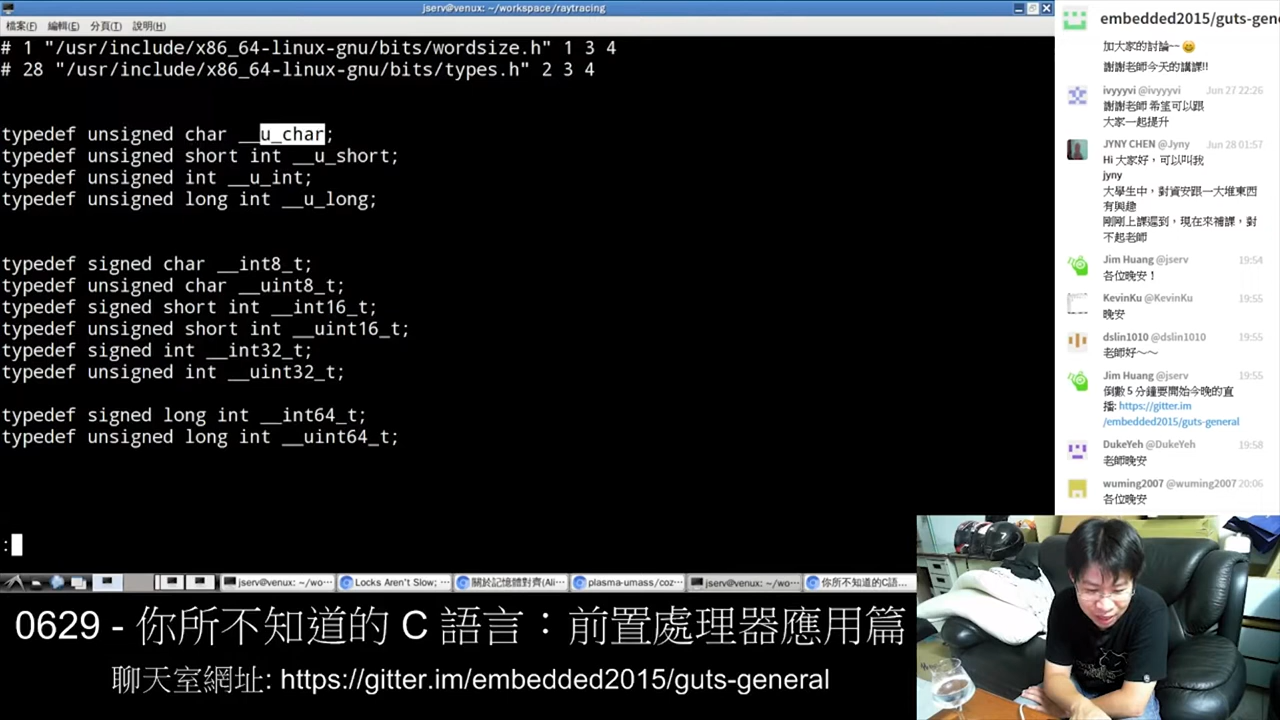 jserv@venux: ~/workspace/raytracing
檔案(F) 編輯(E) 分頁(T) 說明(H)
# 1 "/usr/include/x86_64-linux-gnu/bits/wordsize.h" 1 3 4
# 28 "/usr/include/x86_64-linux-gnu/bits/types.h" 2 3 4
typedef unsigned char __u_char;
typedef unsigned short int __u_short;
typedef unsigned int __u_int;
typedef unsigned long int __u_long;
typedef signed char __int8_t;
typedef unsigned char __uint8_t;
typedef signed short int __int16_t;
typedef unsigned short int __uint16_t;
typedef signed int __int32_t;
typedef unsigned int __uint32_t;
typedef signed long int __int64_t;
typedef unsigned long int __uint64_t;
:
jserv@venux: ~/wo··· Locks Aren't Slow; ··· 關於記憶體對齊(Ali··· plasma-umass/coz··· jserv@venux: ~/wo··· 你所不知道的C語···
embedded2015/guts-gene
加大家的討論~~
謝謝老師今天的講課!!
ivyyyvi @ivyyyvi Jun 27 22:26
謝謝老師 希望可以跟
大家一起提升
JYNY CHEN @Jyny Jun 28 01:57
Hi 大家好，可以叫我
jyny
大學生中，對資安跟一大堆東西
有興趣
剛剛上課遲到，現在來補課，對
不起老師
Jim Huang @jserv 19:54
各位晚安！
KevinKu @KevinKu 19:55
晚安
dslin1010 @dslin1010 19:55
老師好～～
Jim Huang @jserv 19:55
倒數 5 分鐘要開始今晚的直
播: https://gitter.im
/embedded2015/guts-general
DukeYeh @DukeYeh 19:58
老師晚安
wuming2007 @wuming2007 20:06
各位晚安
0629 - 你所不知道的 C 語言：前置處理器應用篇
聊天室網址: https://gitter.im/embedded2015/guts-general